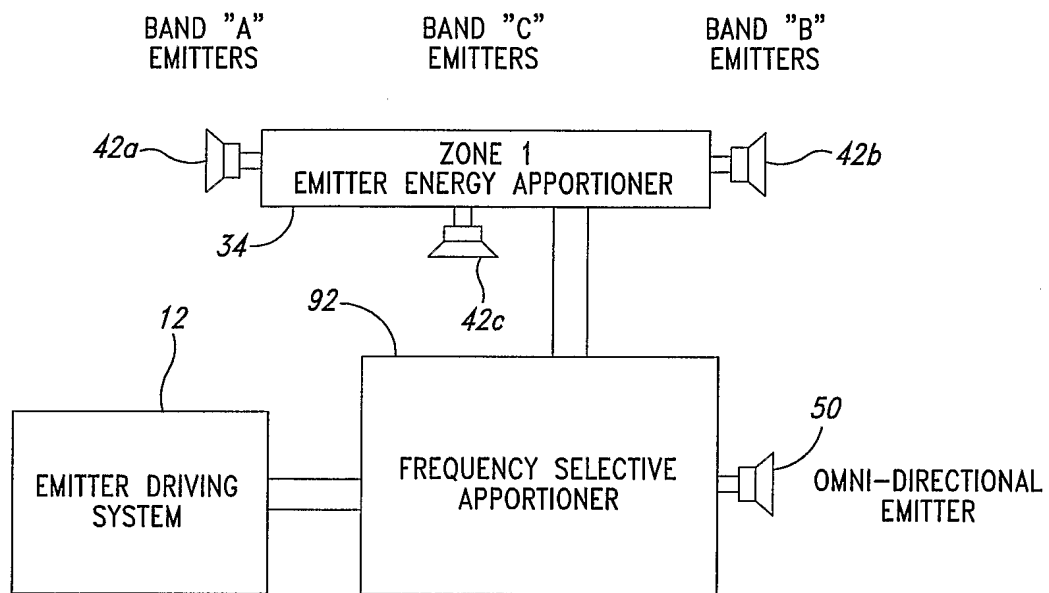 BAND "A"
EMITTERS
BAND "C"
EMITTERS
BAND "B"
EMITTERS
42a
ZONE 1
EMITTER ENERGY APPORTIONER
42b
34
42c
92
12
50
EMITTER DRIVING
SYSTEM
FREQUENCY SELECTIVE
APPORTIONER
OMNI-DIRECTIONAL
EMITTER